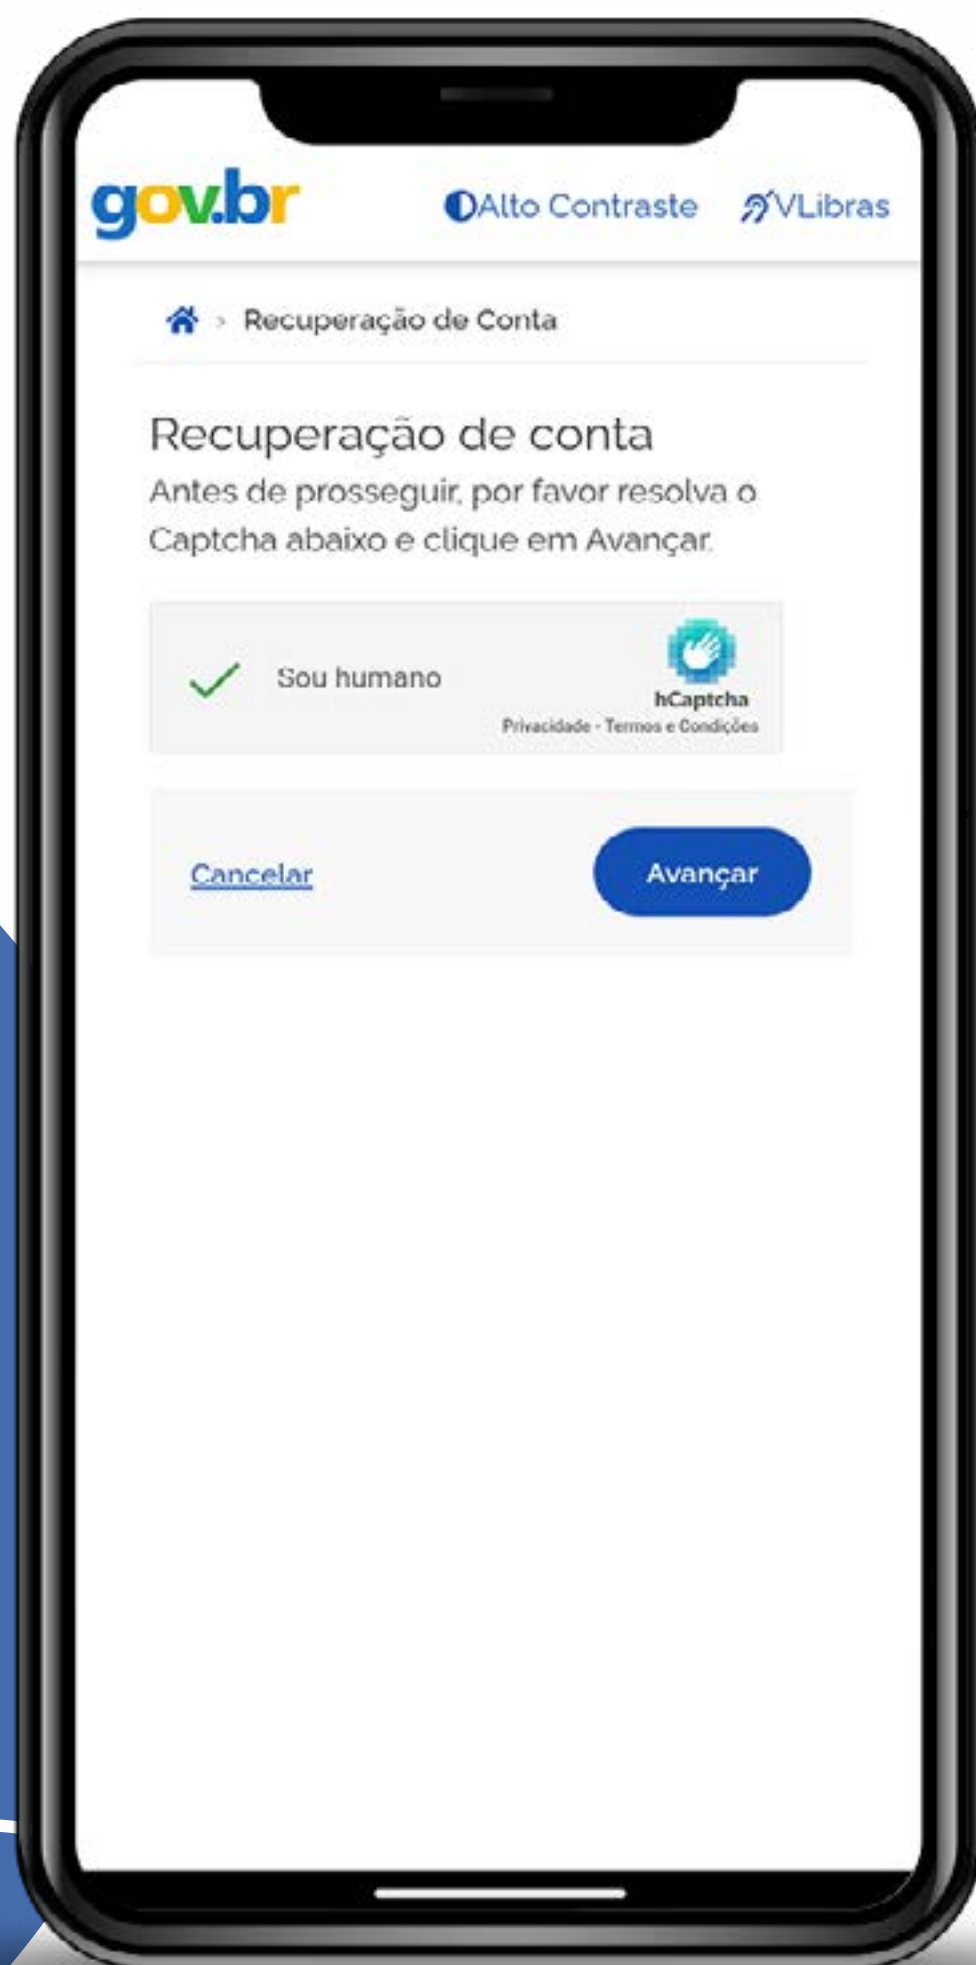 gov.br
Alto Contraste
VLibras
Recuperação de Conta
Recuperação de conta
Antes de prosseguir, por favor resolva o
Captcha abaixo e clique em Avançar.
Sou humano
hCaptcha
Privacidade - Termos e Condições
Cancelar
Avançar